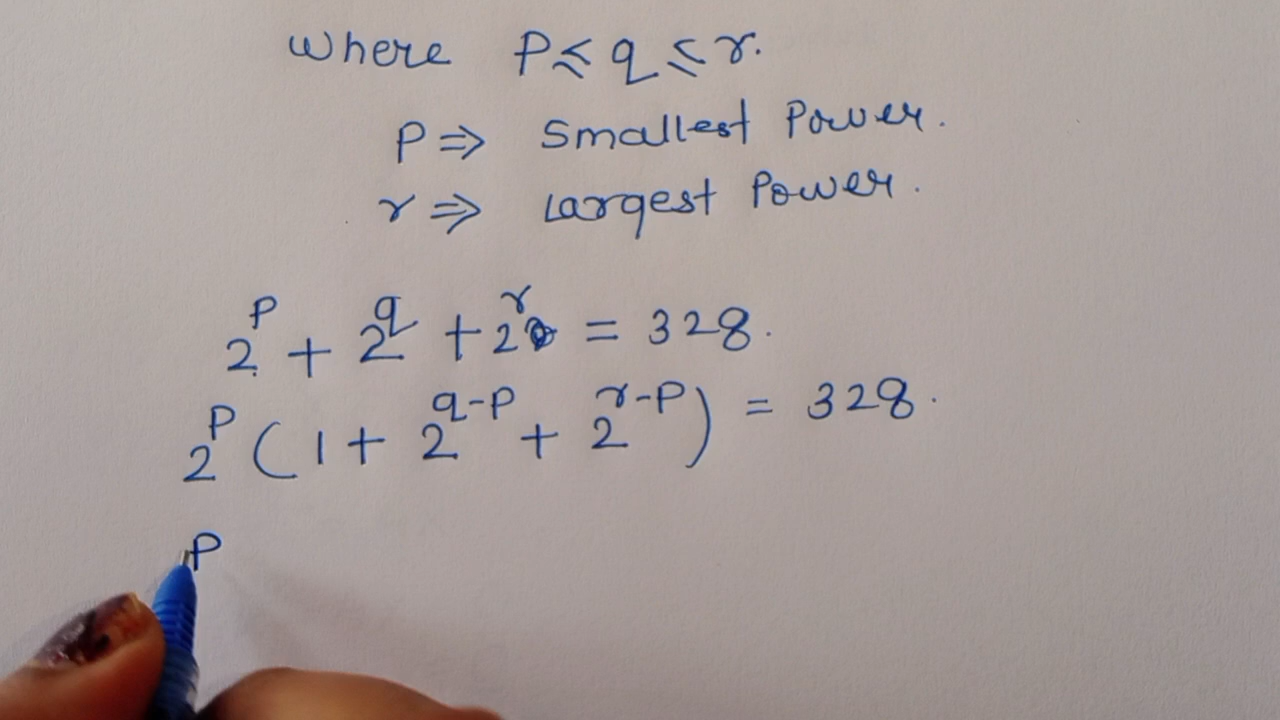 Where P ≤ q ≤ r.
P ⇒ Smallest Power.
r ⇒ Largest Power.
2^P + 2^q + 2^r = 328.
2^P (1 + 2^q-P + 2^r-P) = 328.
P